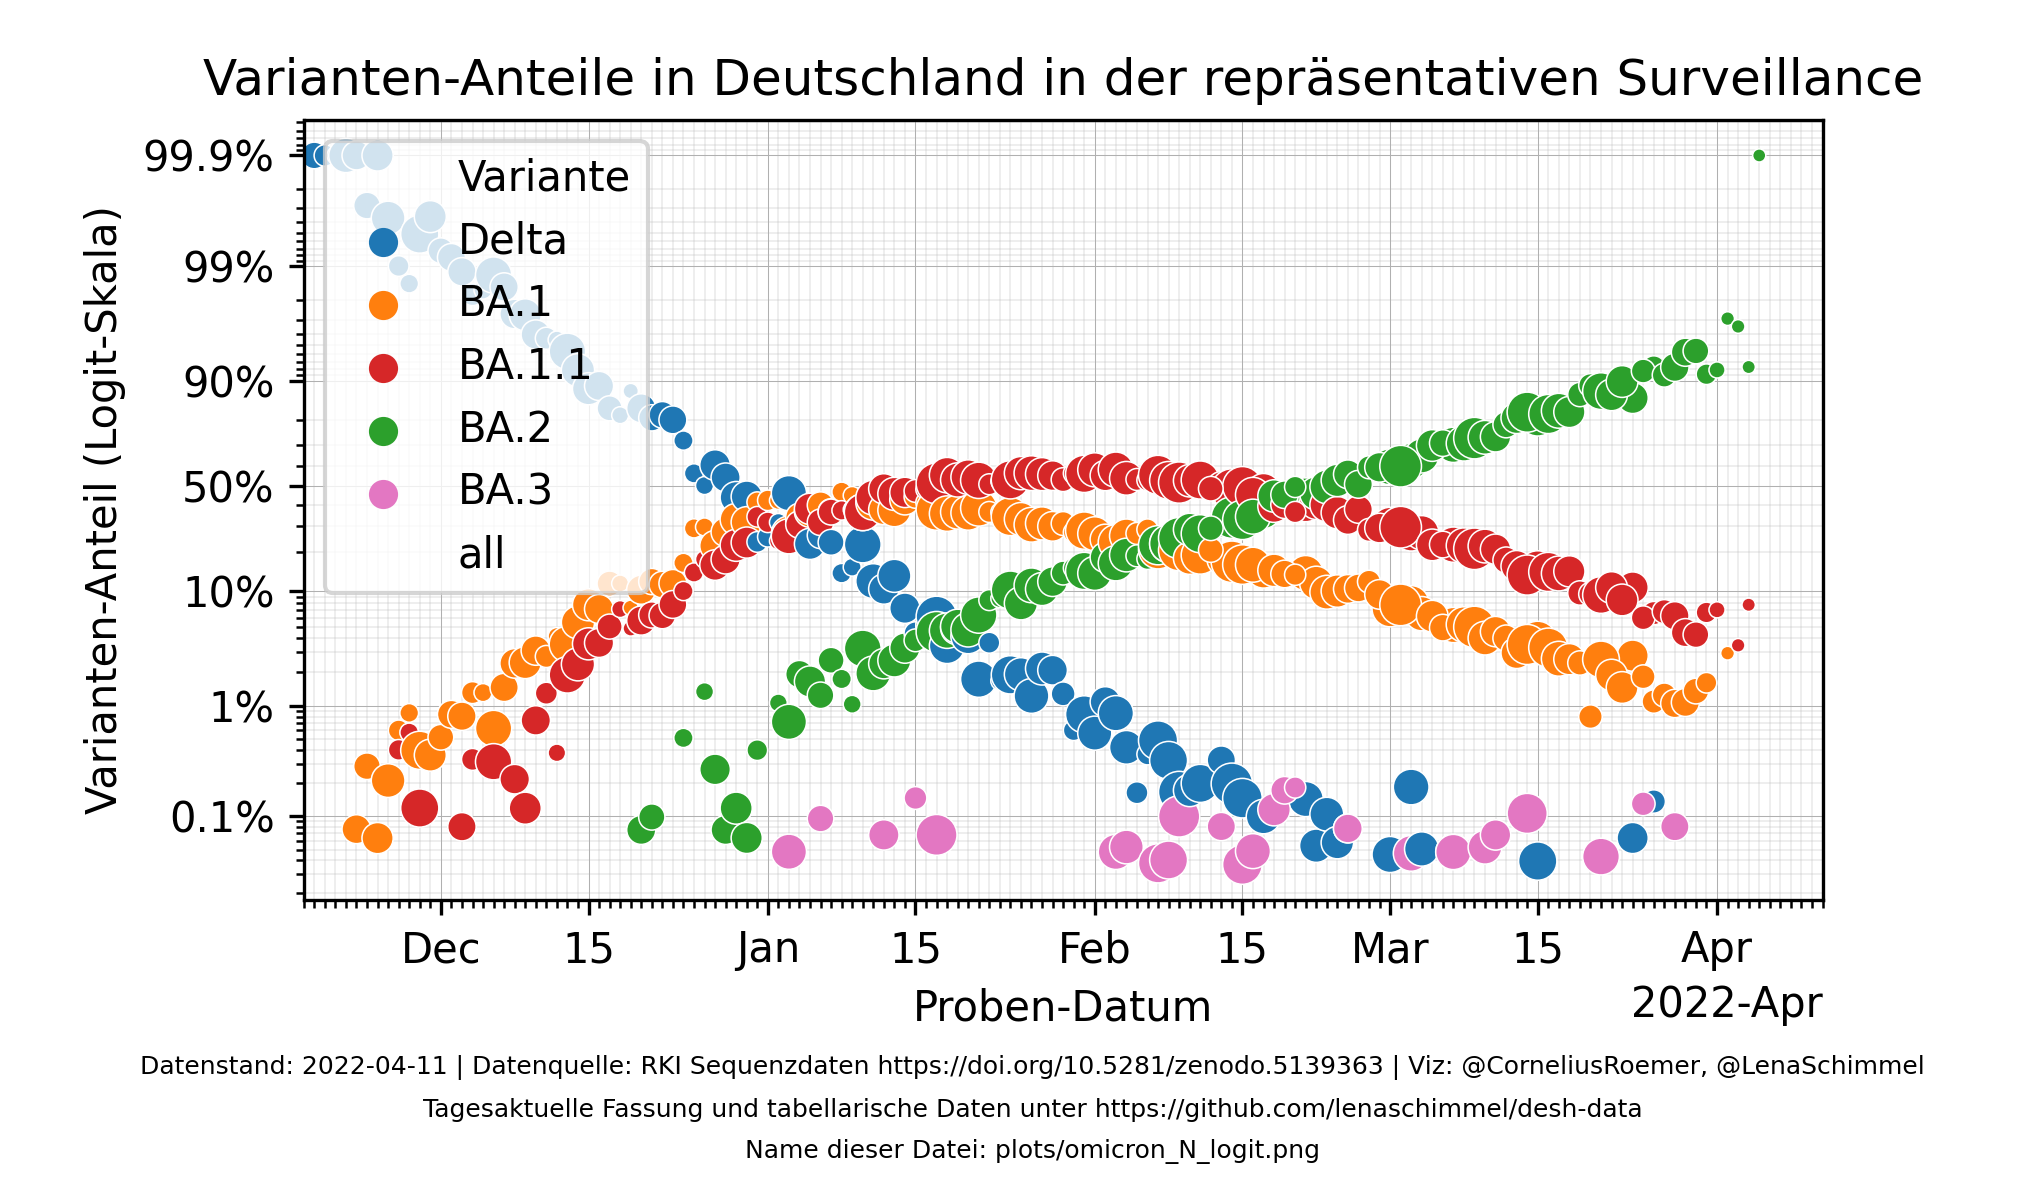 Varianten-Anteile in Deutschland in der repräsentativen Surveillance
Varianten-Anteil (Logit-Skala)
99.9%
99%
90%
50%
10%
1%
0.1%
Variante
Delta
BA.1
BA.1.1
BA.2
BA.3
all
Dec 15 Jan 15 Feb 15 Mar 15 Apr
2022-Apr
Proben-Datum
Datenstand: 2022-04-11 | Datenquelle: RKI Sequenzdaten https://doi.org/10.5281/zenodo.5139363 | Viz: @CorneliusRoemer, @LenaSchimmel
Tagesaktuelle Fassung und tabellarische Daten unter https://github.com/lenaschimmel/desh-data
Name dieser Datei: plots/omicron_N_logit.png